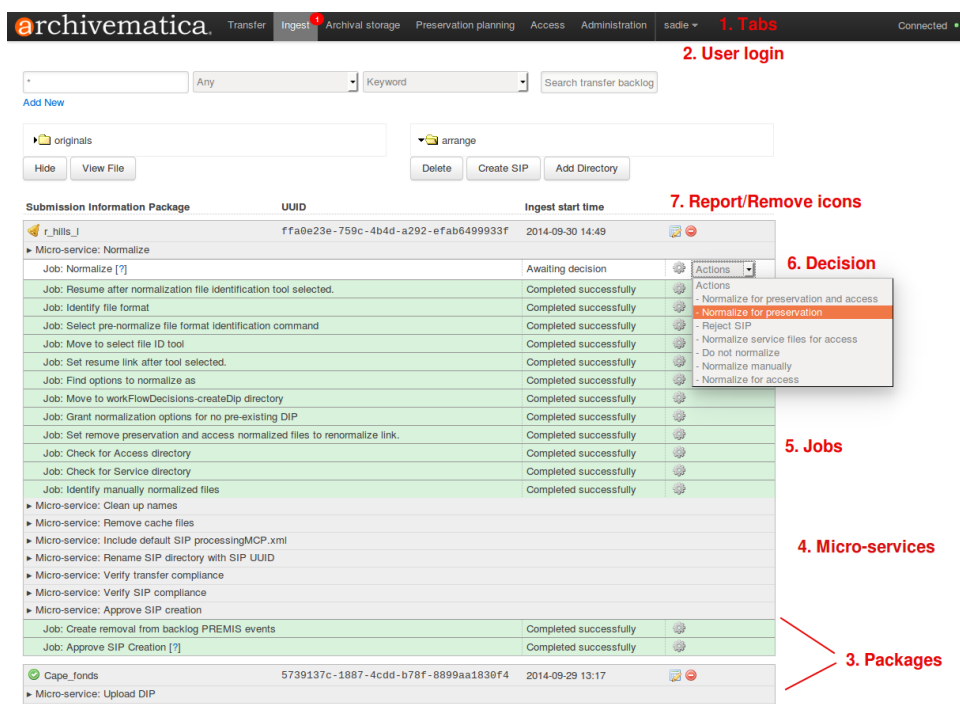 archivematica. Transfer Ingest 1 Archival storage Preservation planning Access Administration sadie 1. Tabs Connected
2. User login
* Any Keyword Search transfer backlog
Add New
originals arrange
Hide View File Delete Create SIP Add Directory
7. Report/Remove icons
Submission Information Package UUID Ingest start time
r_hills_l ffa0e23e-759c-4b4d-a292-efab6499933f 2014-09-30 14:49
Micro-service: Normalize
Job: Normalize [?] Awaiting decision Actions 6. Decision
Actions
- Normalize for preservation and access
- Normalize for preservation
- Reject SIP
- Normalize service files for access
- Do not normalize
- Normalize manually
- Normalize for access
Job: Resume after normalization file identification tool selected. Completed successfully
Job: Identify file format Completed successfully
Job: Select pre-normalize file format identification command Completed successfully
Job: Move to select file ID tool Completed successfully
Job: Set resume link after tool selected. Completed successfully
Job: Find options to normalize as Completed successfully
Job: Move to workFlowDecisions-createDip directory Completed successfully
Job: Grant normalization options for no pre-existing DIP Completed successfully
Job: Set remove preservation and access normalized files to renormalize link. Completed successfully
5. Jobs
Job: Check for Access directory Completed successfully
Job: Check for Service directory Completed successfully
Job: Identify manually normalized files Completed successfully
Micro-service: Clean up names
Micro-service: Remove cache files
Micro-service: Include default SIP processingMCP.xml
4. Micro-services
Micro-service: Rename SIP directory with SIP UUID
Micro-service: Verify transfer compliance
Micro-service: Verify SIP compliance
Micro-service: Approve SIP creation
Job: Create removal from backlog PREMIS events Completed successfully
Job: Approve SIP Creation [?] Completed successfully
3. Packages
Cape_fonds 5739137c-1887-4cdd-b78f-8899aa1830f4 2014-09-29 13:17
Micro-service: Upload DIP